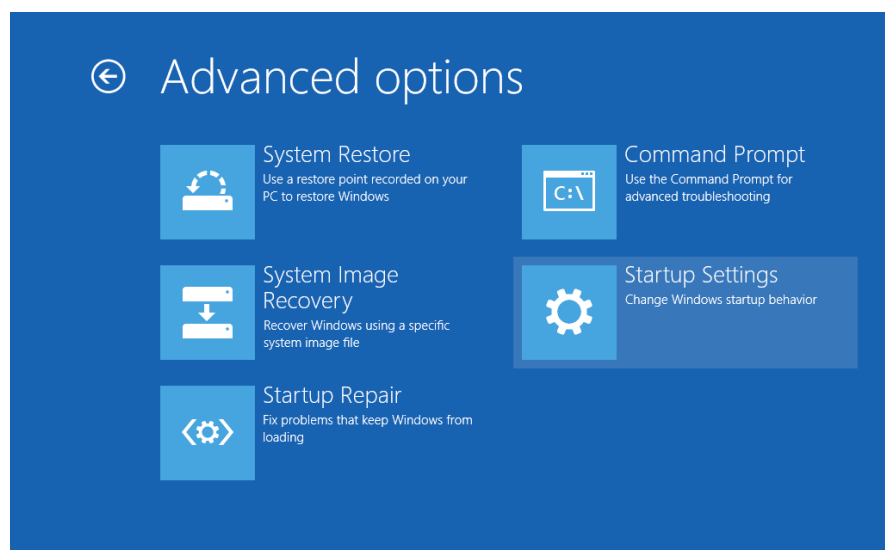 Advanced options
System Restore
Use a restore point recorded on your
PC to restore Windows
System Image
Recovery
Recover Windows using a specific
system image file
Startup Repair
Fix problems that keep Windows from
loading
C:\
Command Prompt
Use the Command Prompt for
advanced troubleshooting
Startup Settings
Change Windows startup behavior